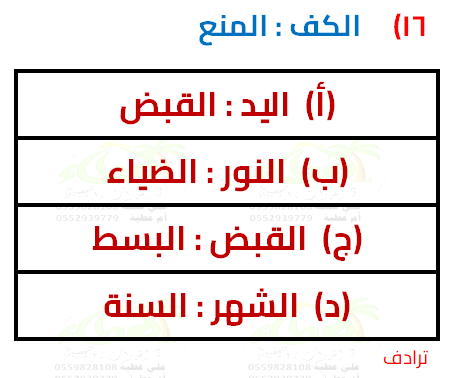 ١٦) الكف : المنع
(أ) اليد : القبض
(ب) النور : الضياء
(ج) القبض : البسط
(د) الشهر : السنة
ترادف
أم عطية 0552939779
أم عطية 0552939779
علي عطية 0559828108
علي عطية 0559828108